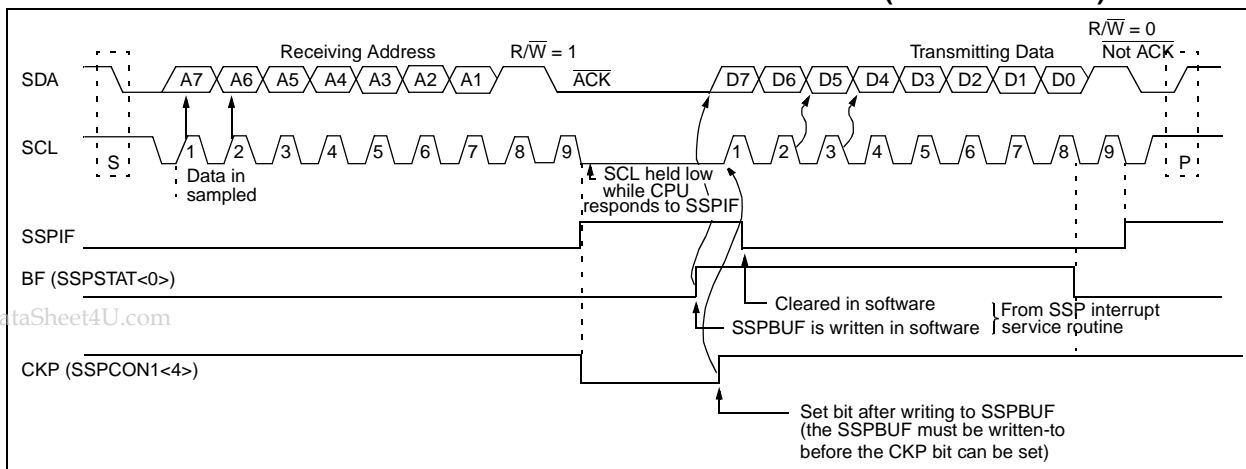 R/W = 0
Receiving Address
R/W = 1
Transmitting Data
Not ACK
SDA
A7 A6 A5 A4 A3 A2 A1
ACK
D7 D6 D5 D4 D3 D2 D1 D0
SCL
S
1 2 3 4 5 6 7 8 9
1 2 3 4 5 6 7 8 9
P
Data in
sampled
SCL held low
while CPU
responds to SSPIF
SSPIF
BF (SSPSTAT<0>)
Cleared in software
SSPBUF is written in software
From SSP interrupt
service routine
ataSheet4U.com
CKP (SSPCON1<4>)
Set bit after writing to SSPBUF
(the SSPBUF must be written-to
before the CKP bit can be set)